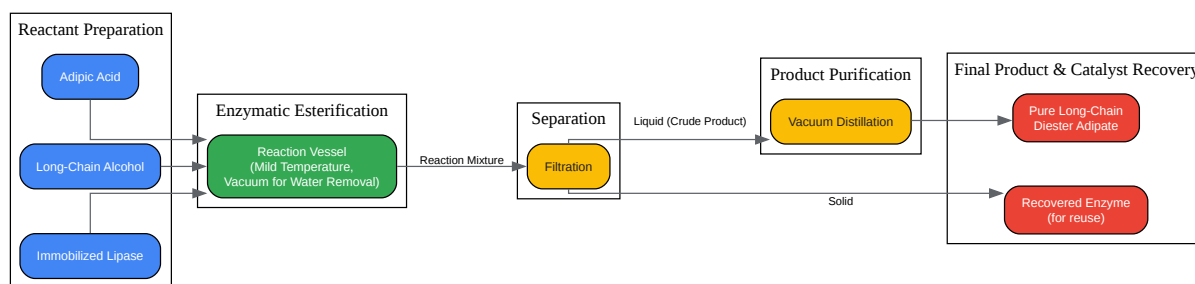 Reactant Preparation
Adipic Acid
Long-Chain Alcohol
Immobilized Lipase
Enzymatic Esterification
Reaction Vessel
(Mild Temperature,
Vacuum for Water Removal)
Reaction Mixture
Separation
Filtration
Liquid (Crude Product)
Solid
Product Purification
Vacuum Distillation
Final Product & Catalyst Recovery
Pure Long-Chain
Diester Adipate
Recovered Enzyme
(for reuse)